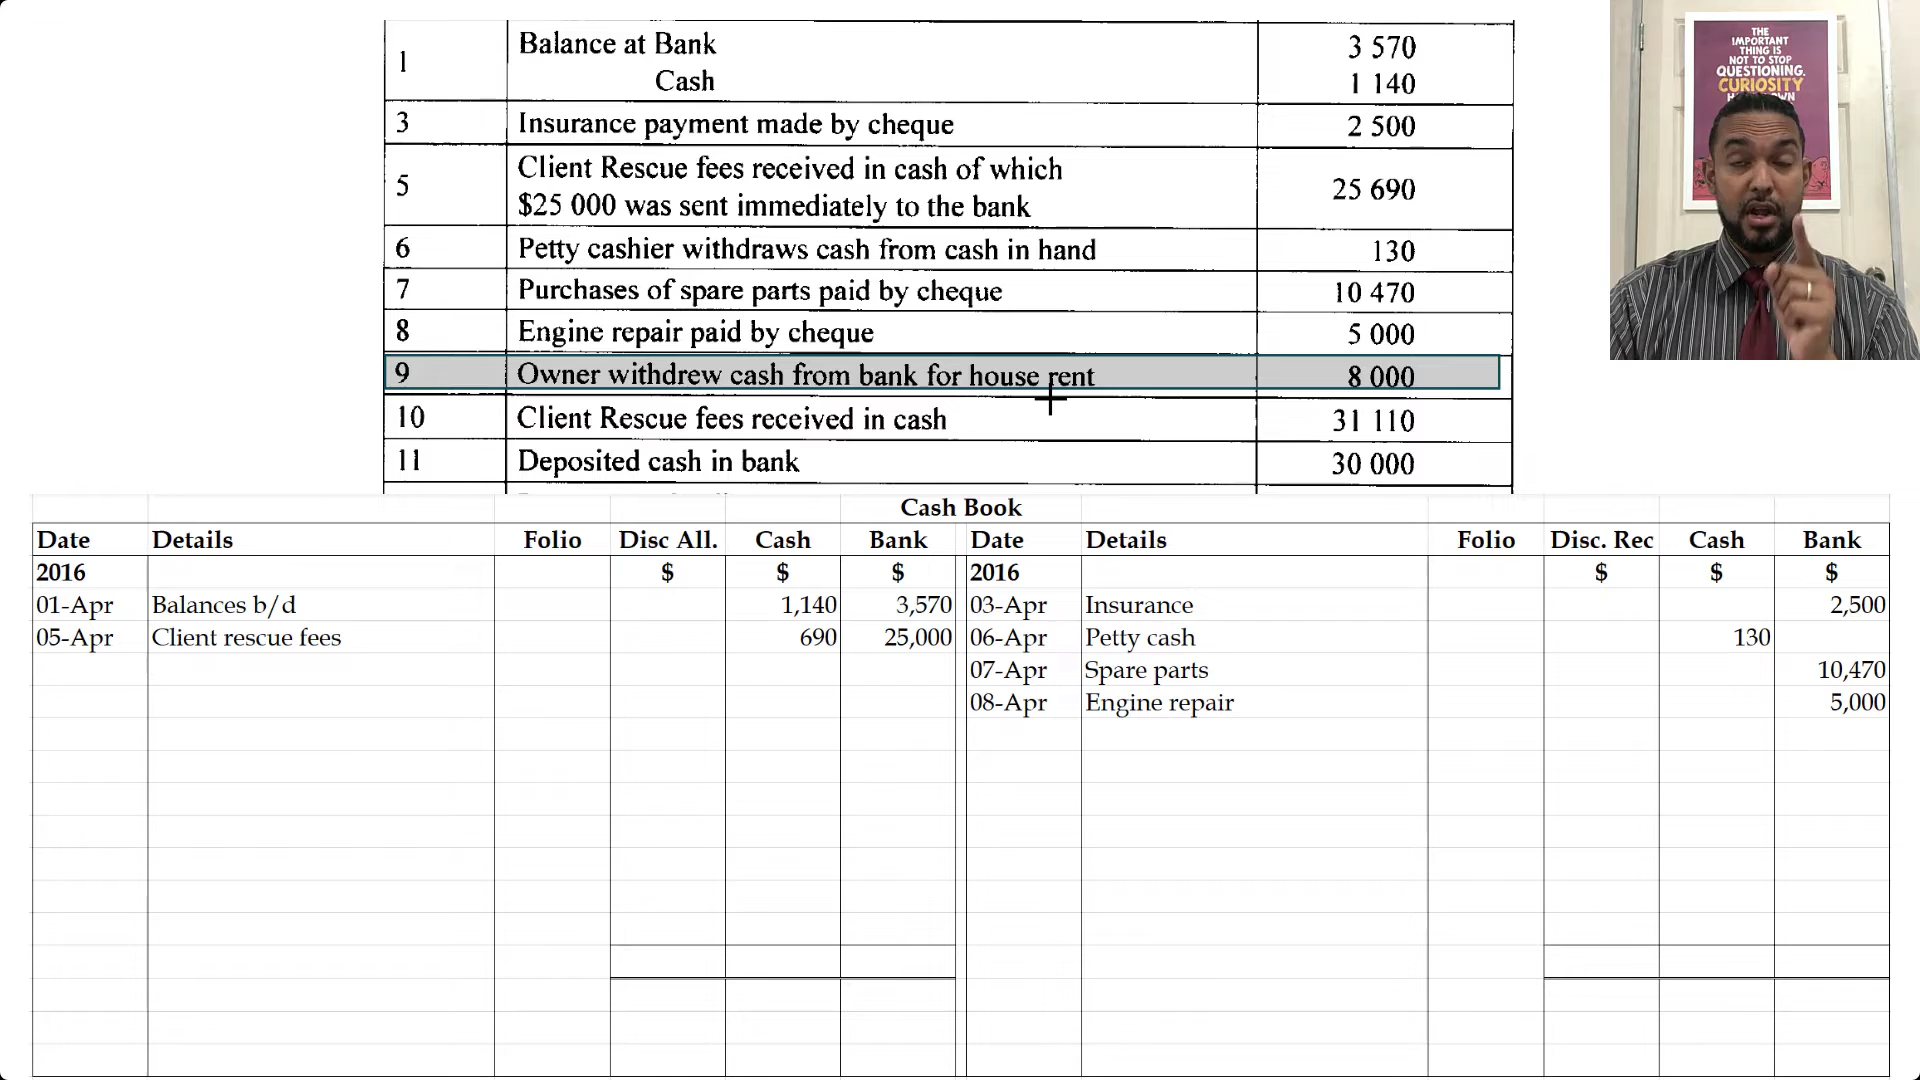 1 Balance at Bank 3 570
Cash 1 140
3 Insurance payment made by cheque 2 500
5 Client Rescue fees received in cash of which $25 000 was sent immediately to the bank 25 690
6 Petty cashier withdraws cash from cash in hand 130
7 Purchases of spare parts paid by cheque 10 470
8 Engine repair paid by cheque 5 000
9 Owner withdrew cash from bank for house rent 8 000
10 Client Rescue fees received in cash 31 110
11 Deposited cash in bank 30 000
THE
IMPORTANT
THING IS
NOT TO STOP
QUESTIONING.
CURIOSITY
Cash Book
Date Details Folio Disc All. Cash Bank Date Details Folio Disc. Rec Cash Bank
2016 $ $ $ 2016 $ $ $
01-Apr Balances b/d 1,140 3,570 03-Apr Insurance 2,500
05-Apr Client rescue fees 690 25,000 06-Apr Petty cash 130
07-Apr Spare parts 10,470
08-Apr Engine repair 5,000